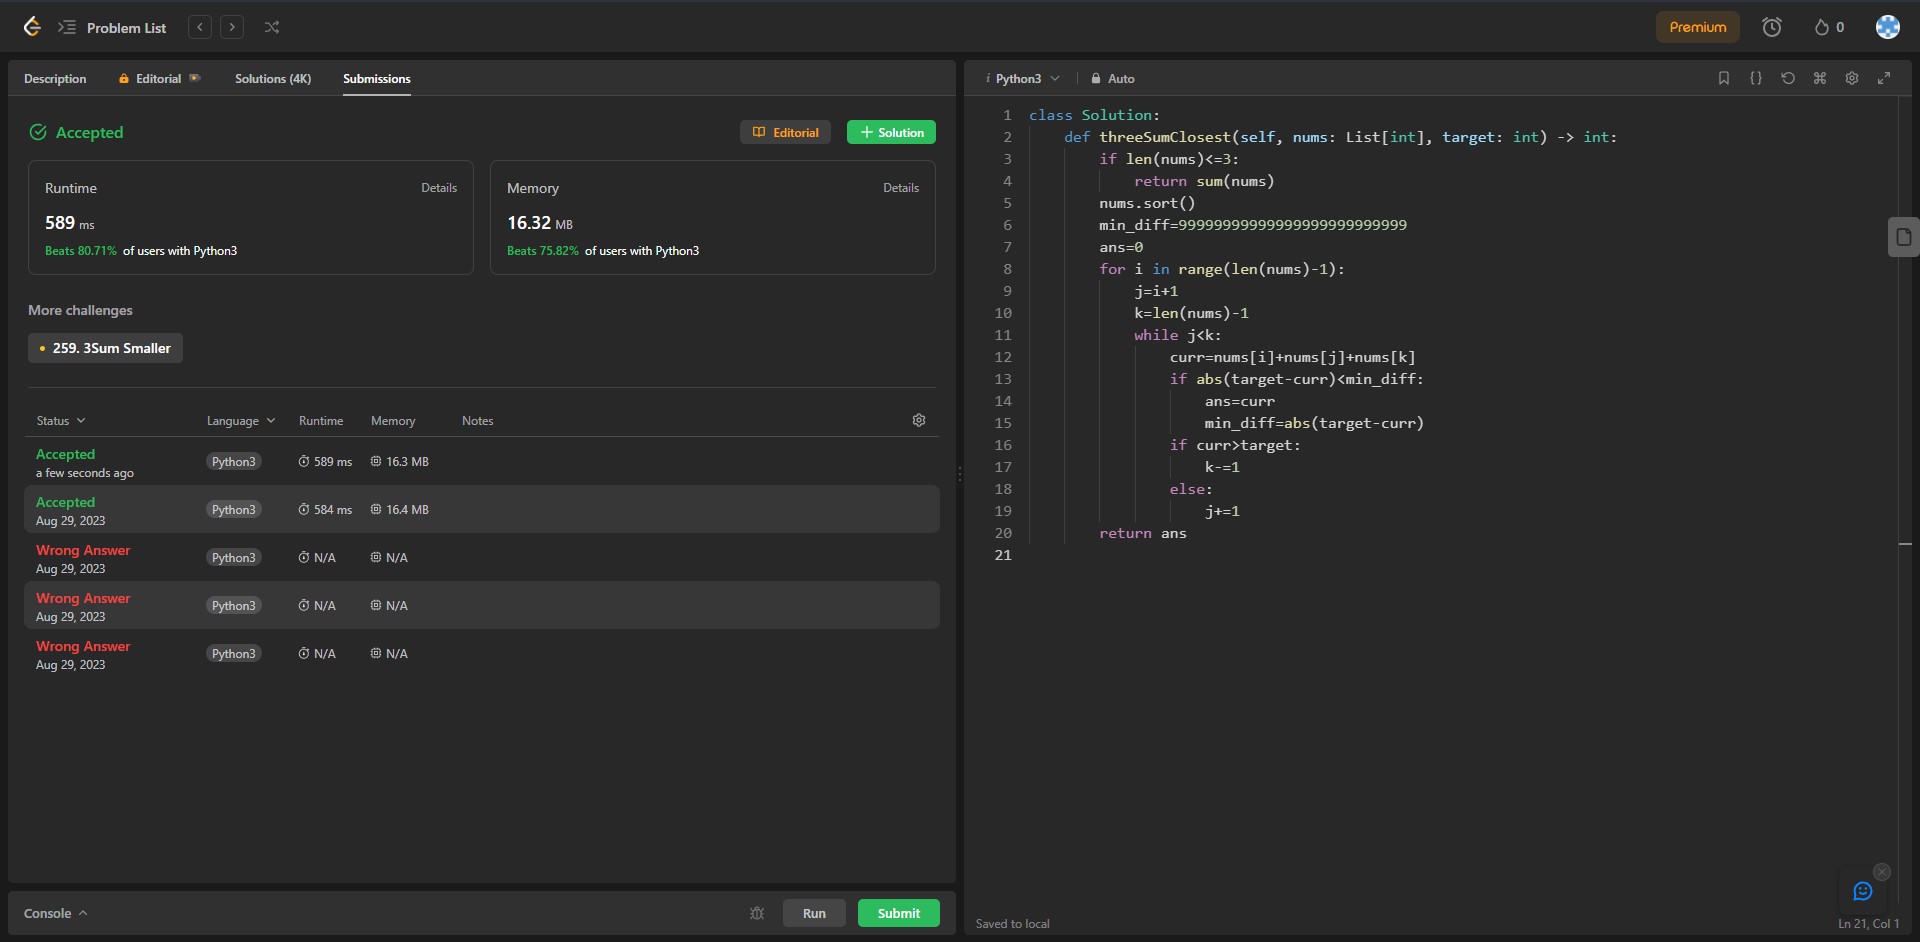 Problem List
Premium
0
Description
Editorial
Solutions (4K)
Submissions
Accepted
Editorial
Solution
Runtime
Details
589 ms
Beats 80.71% of users with Python3
Memory
Details
16.32 MB
Beats 75.82% of users with Python3
More challenges
259. 3Sum Smaller
Status Language Runtime Memory Notes
Accepted
a few seconds ago
Python3 589 ms 16.3 MB
Accepted
Aug 29, 2023
Python3 584 ms 16.4 MB
Wrong Answer
Aug 29, 2023
Python3 N/A N/A
Wrong Answer
Aug 29, 2023
Python3 N/A N/A
Wrong Answer
Aug 29, 2023
Python3 N/A N/A
Console
Run
Submit
i Python3
Auto
1 class Solution:
2     def threeSumClosest(self, nums: List[int], target: int) -> int:
3         if len(nums)<=3:
4             return sum(nums)
5         nums.sort()
6         min_diff=99999999999999999999999999
7         ans=0
8         for i in range(len(nums)-1):
9             j=i+1
10             k=len(nums)-1
11             while j<k:
12                 curr=nums[i]+nums[j]+nums[k]
13                 if abs(target-curr)<min_diff:
14                     ans=curr
15                     min_diff=abs(target-curr)
16                 if curr>target:
17                     k-=1
18                 else:
19                     j+=1
20         return ans
21
Saved to local
Ln 21, Col 1